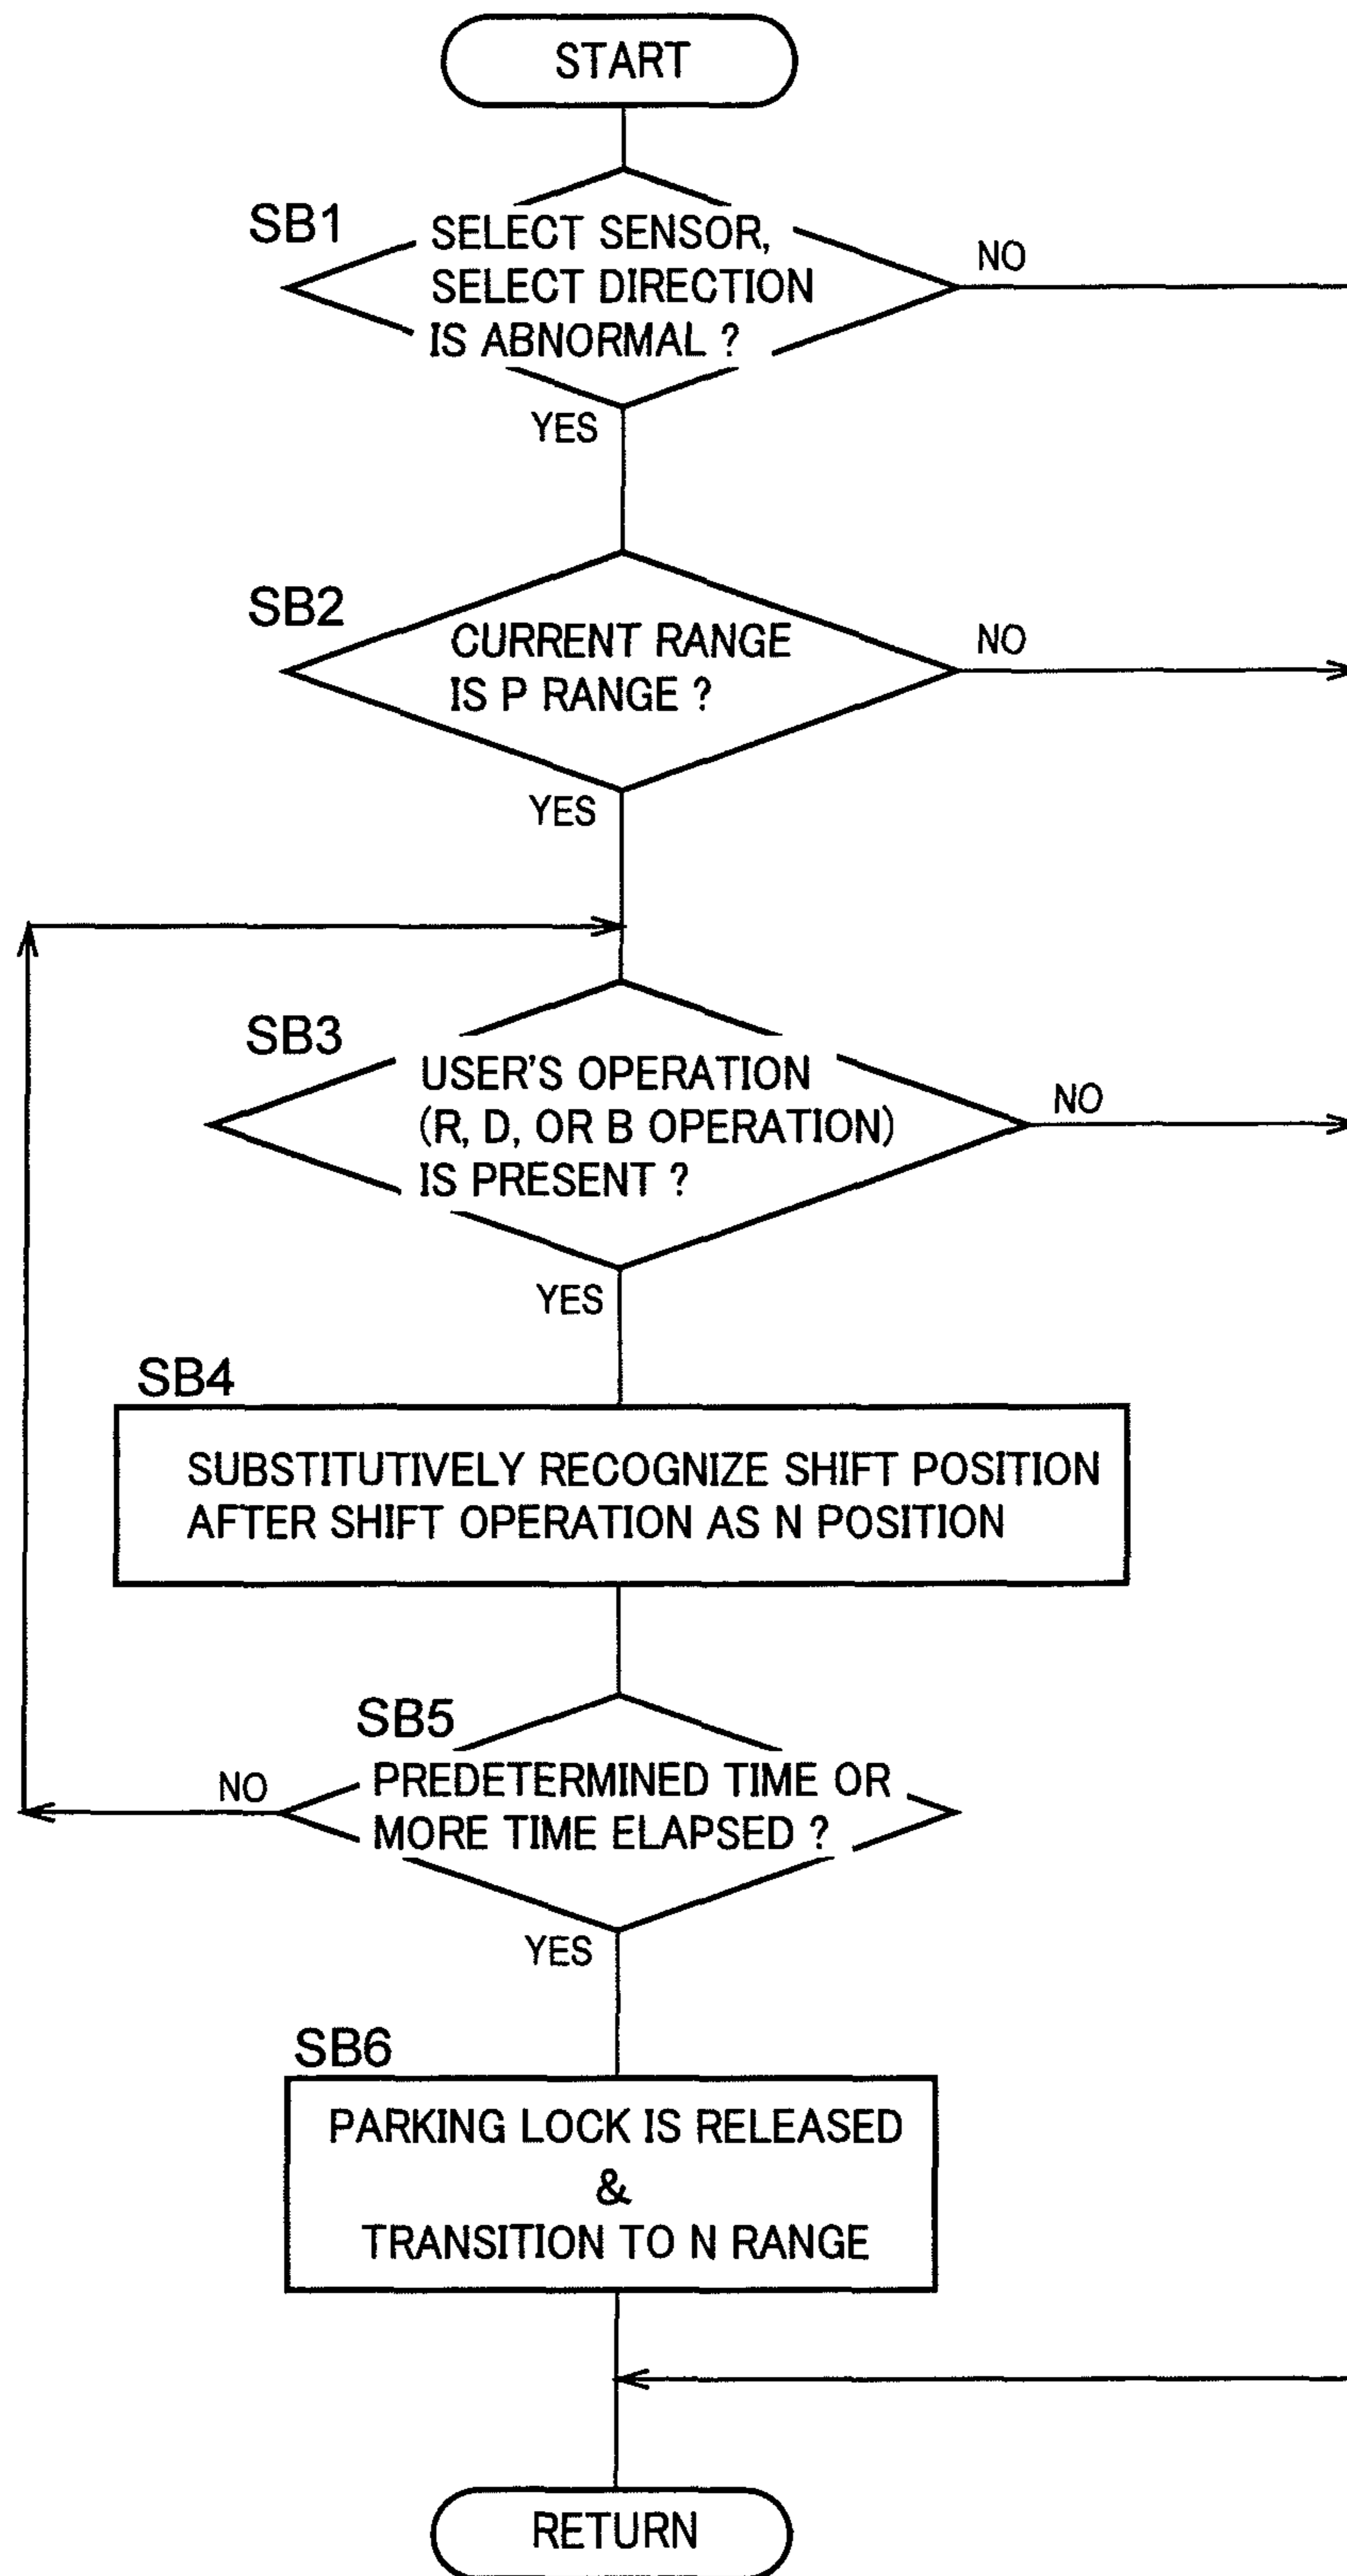 START
SB1
SELECT SENSOR,
SELECT DIRECTION
IS ABNORMAL ?
NO
YES
SB2
CURRENT RANGE
IS P RANGE ?
NO
YES
SB3
USER'S OPERATION
(R, D, OR B OPERATION)
IS PRESENT ?
NO
YES
SB4
SUBSTITUTIVELY RECOGNIZE SHIFT POSITION
AFTER SHIFT OPERATION AS N POSITION
SB5
PREDETERMINED TIME OR
MORE TIME ELAPSED ?
NO
YES
SB6
PARKING LOCK IS RELEASED
&
TRANSITION TO N RANGE
RETURN